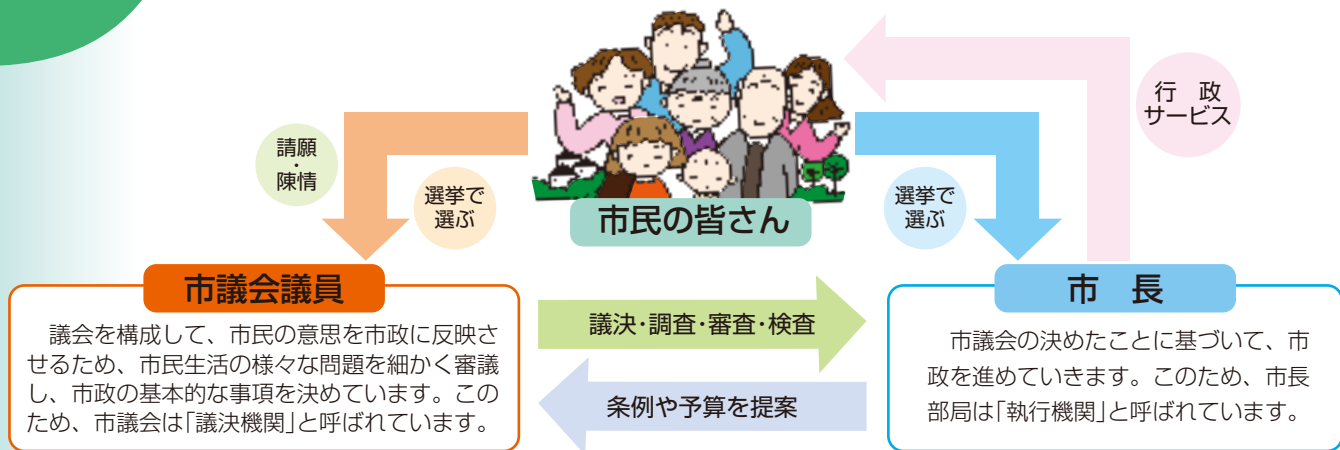 行 政
サービス
請願
・
陳情
選挙で
選ぶ
選挙で
選ぶ
市民の皆さん
市議会議員
議会を構成して、市民の意思を市政に反映さ
せるため、市民生活の様々な問題を細かく審議
し、市政の基本的な事項を決めています。この
ため、市議会は「議決機関」と呼ばれています。
議決・調査・審査・検査
条例や予算を提案
市 長
市議会の決めたことに基づいて、市
政を進めていきます。このため、市長
部局は「執行機関」と呼ばれています。